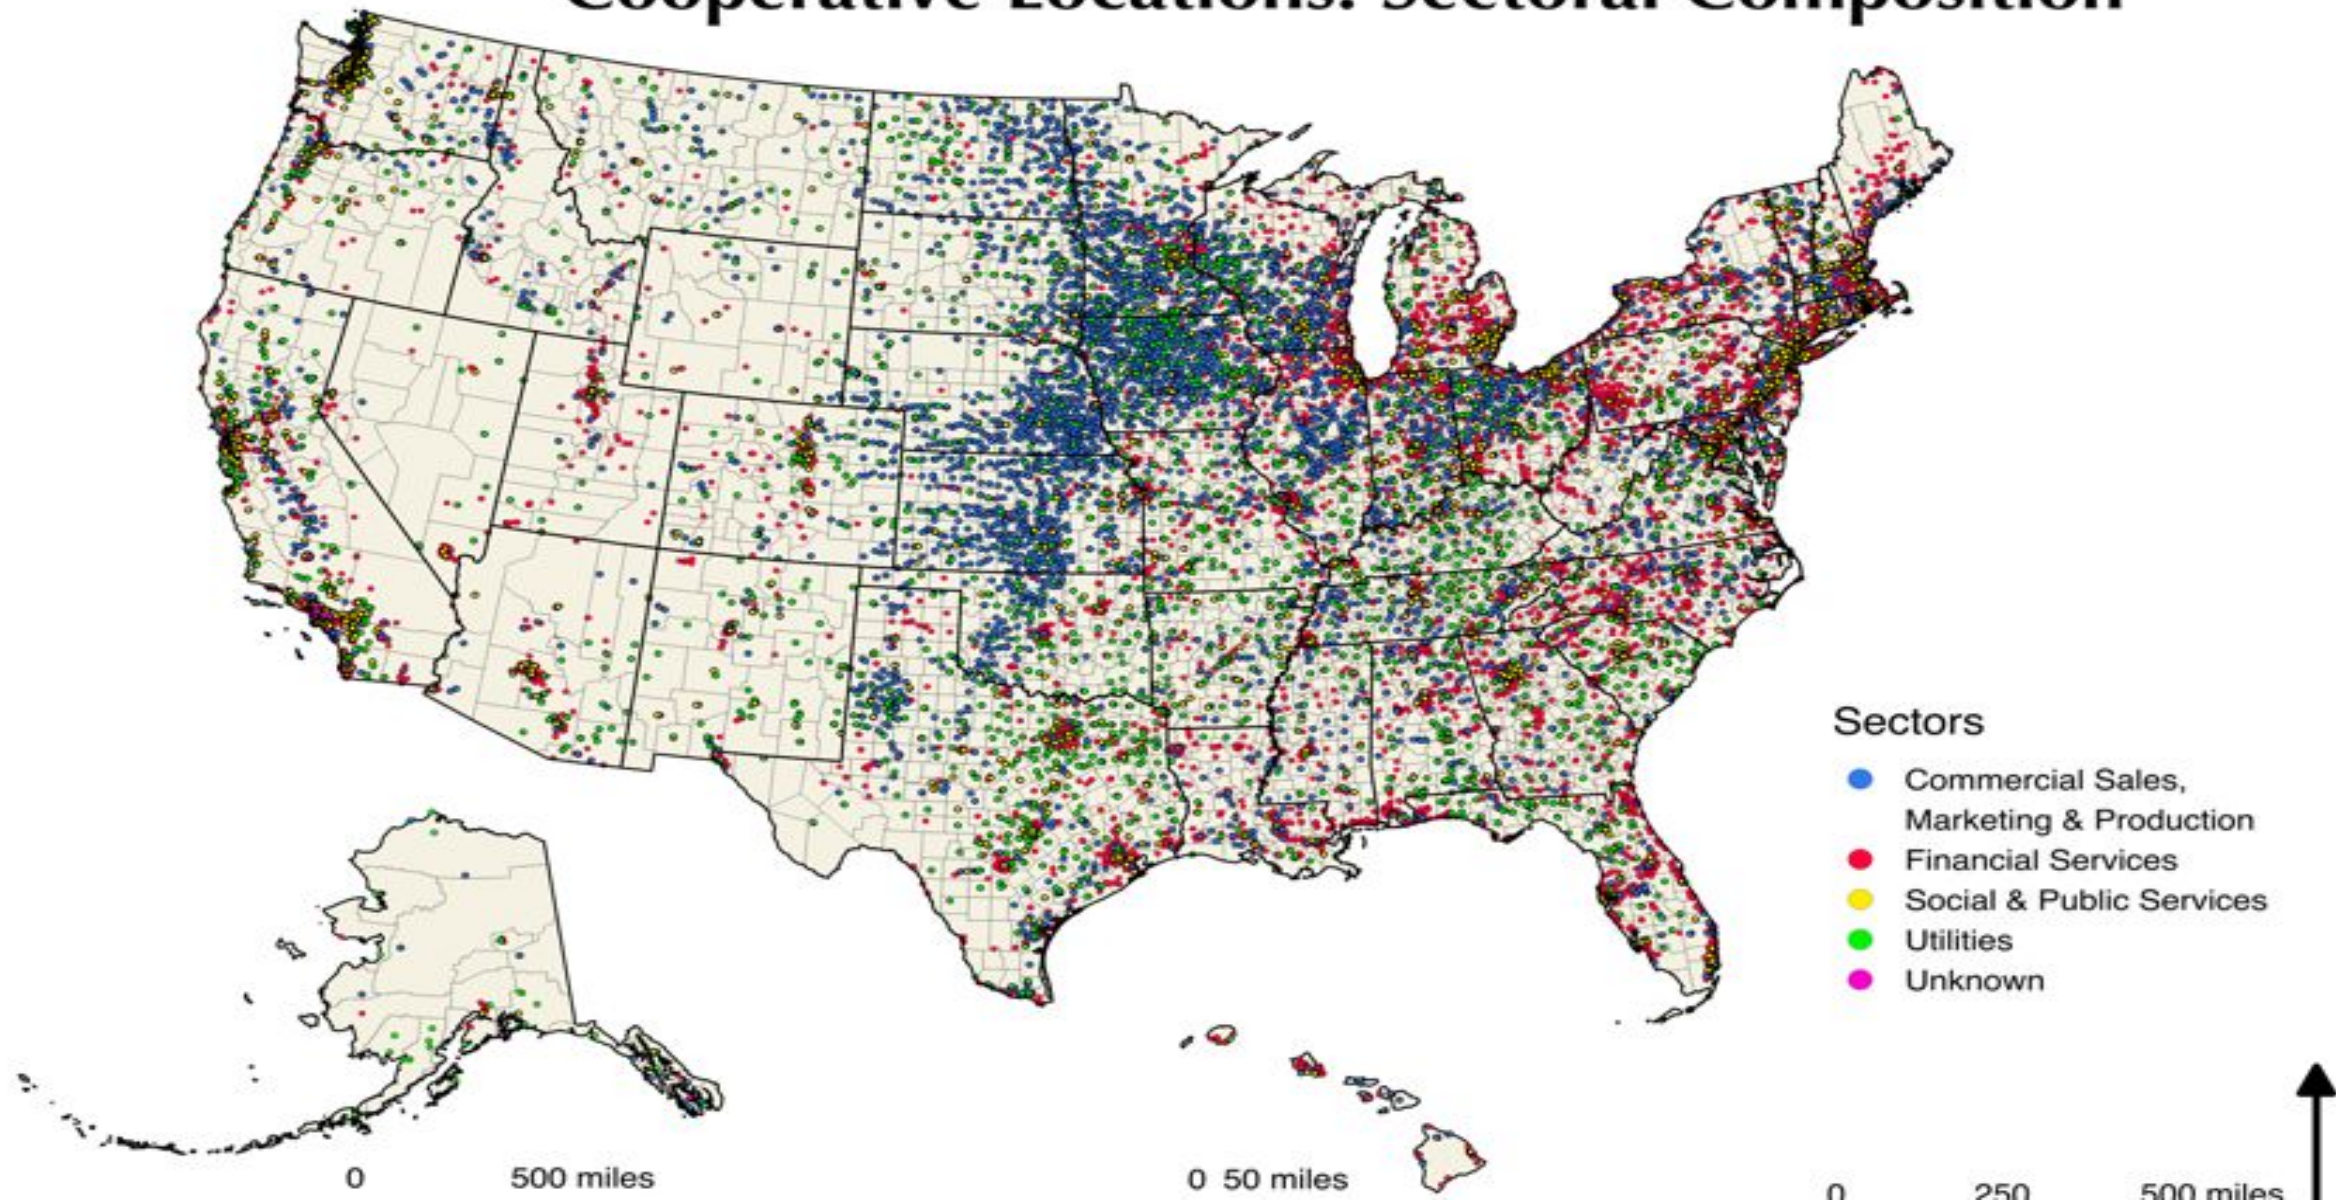 Cooperative Locations: Sectoral Composition
Sectors
Commercial Sales,
Marketing & Production
Financial Services
Social & Public Services
Utilities
Unknown
0 500 miles
0 50 miles
0 250 500 miles